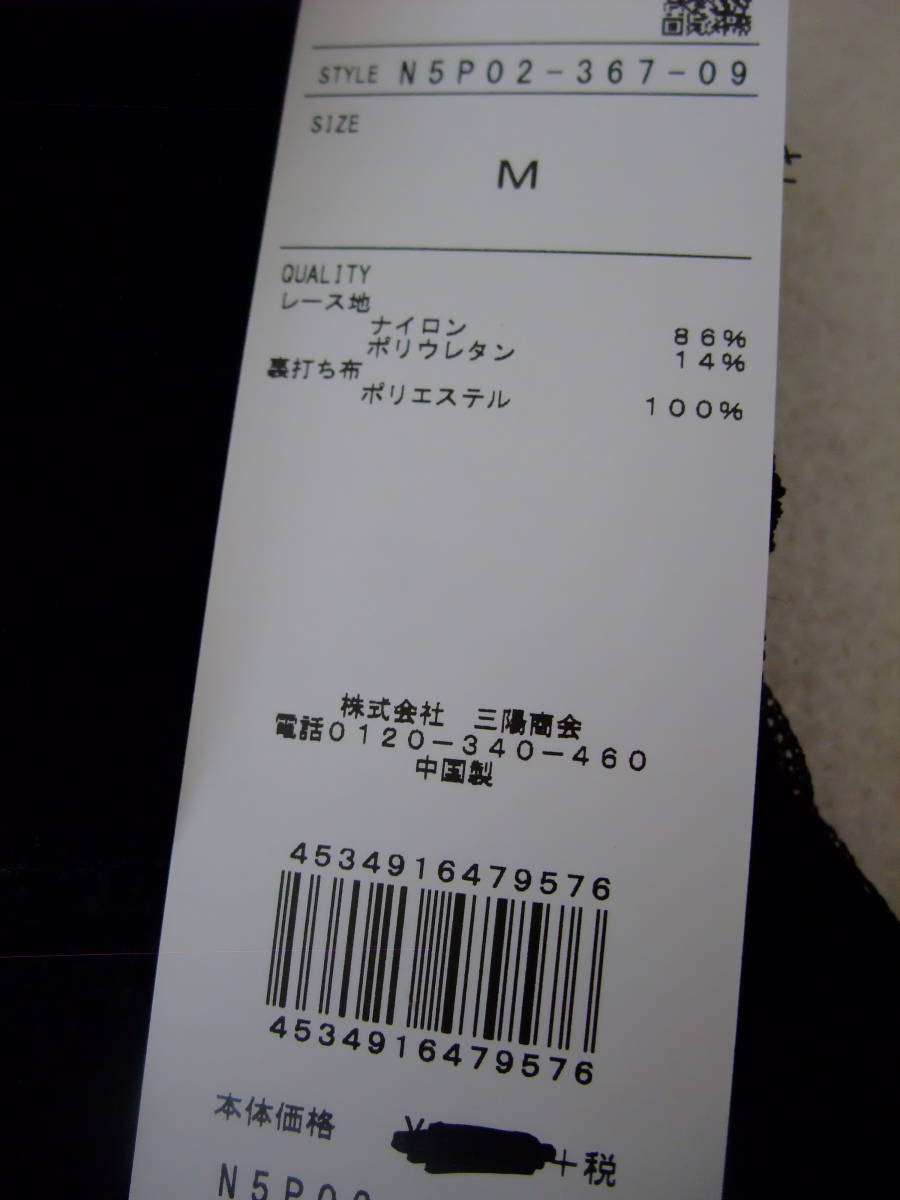 STYLE N5P02-367-09
SIZE
M
QUALITY
レース地
ナイロン 86%
ポリウレタン 14%
裏打ち布
ポリエステル 100%
株式会社 三陽商会
電話0120-340-460
中国製
4534916479576
4534916479576
本体価格 ¥ +税
N5P02